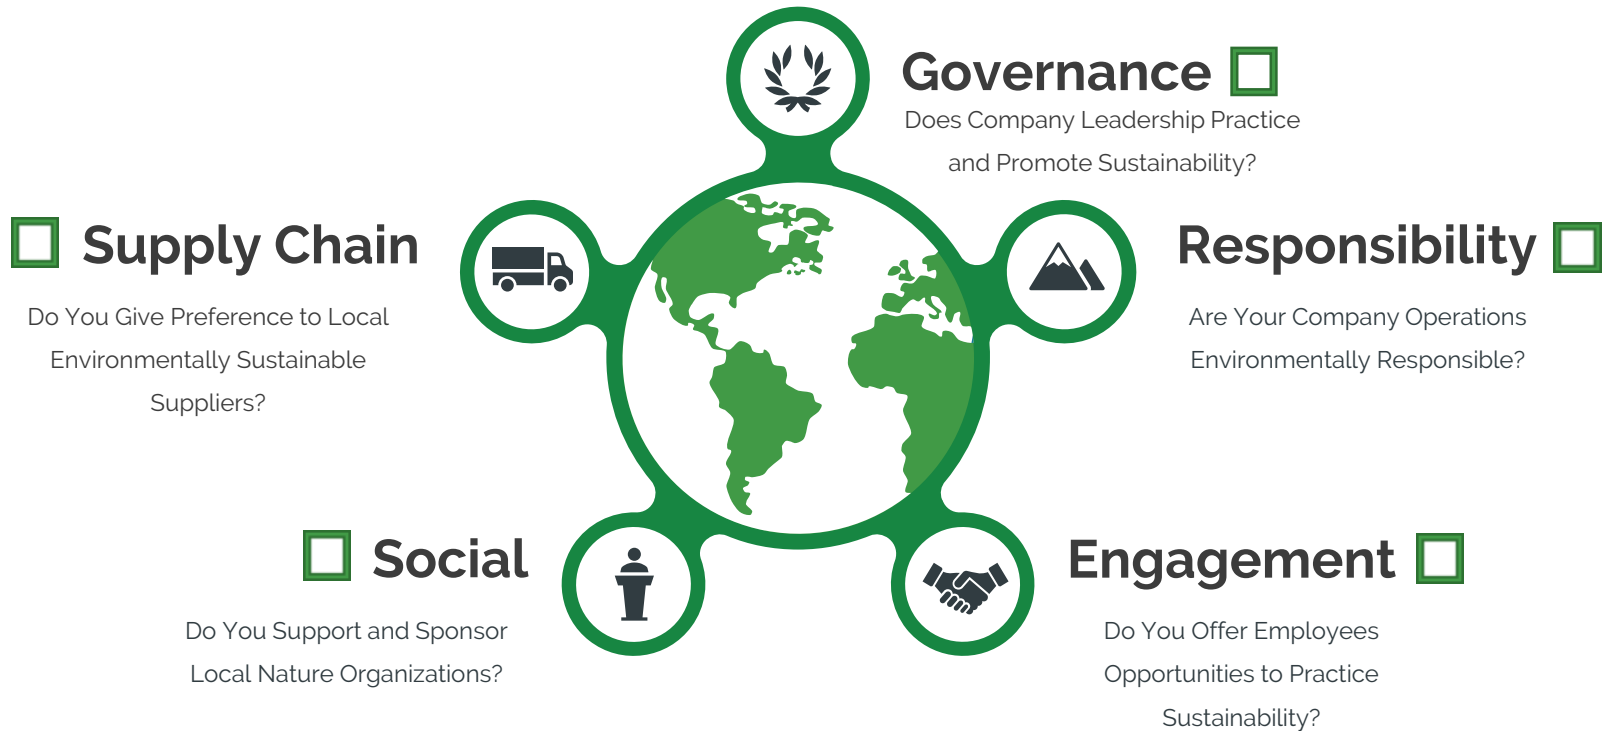 Governance
Does Company Leadership Practice
and Promote Sustainability?
Supply Chain
Do You Give Preference to Local
Environmentally Sustainable
Suppliers?
Responsibility
Are Your Company Operations
Environmentally Responsible?
Social
Do You Support and Sponsor
Local Nature Organizations?
Engagement
Do You Offer Employees
Opportunities to Practice
Sustainability?